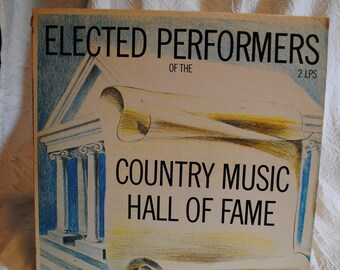 ELECTED PERFORMERS
OF THE
2 LPS
COUNTRY MUSIC
HALL OF FAME